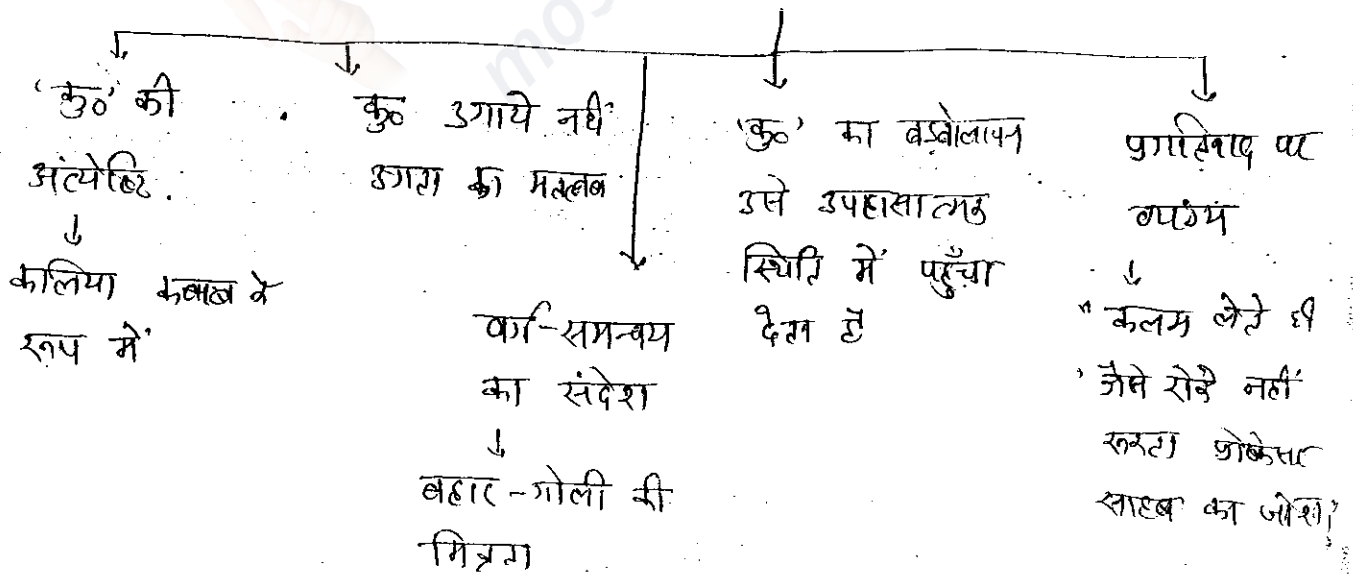 'कु०' की
अंत्येष्टि.
↓
कलिया कबाब के
रूप में
कु० उगाये नहीं
उगता का मतलब
वर्ग-समन्वय
का संदेश
↓
बहार-गोली की
मित्रता
'कु०' का बड़बोलापन
उसे उपहासात्मक
स्थिति में पहुँचा
देता है
प्रगतिवाद पर
व्यंग्य
↓
"कलम लेते ही
जैसे रोके नहीं
रुकता प्रोफेसर
साहब का जोश।"